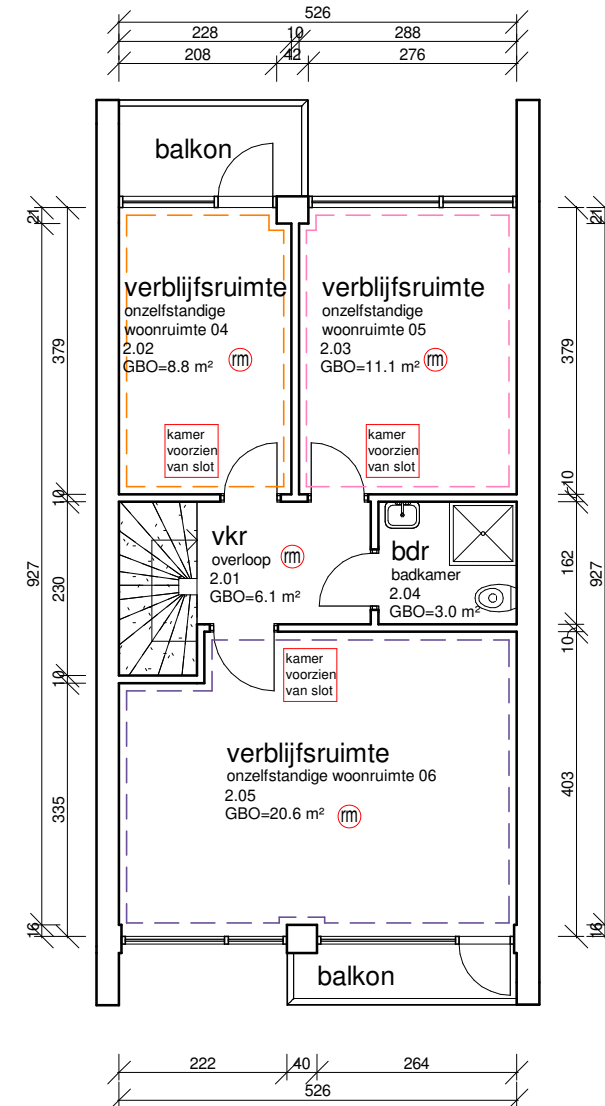 526
228 10 288
208 42 276
balkon
21
21
verblijfsruimte
onzelfstandige
woonruimte 04
2.02
GBO=8.8 m²
rm
verblijfsruimte
onzelfstandige
woonruimte 05
2.03
GBO=11.1 m²
rm
379
379
kamer
voorzien
van slot
kamer
voorzien
van slot
10
10
vkr
overloop
2.01
GBO=6.1 m²
rm
bdr
badkamer
2.04
GBO=3.0 m²
927
230
162
927
10
10
kamer
voorzien
van slot
verblijfsruimte
onzelfstandige woonruimte 06
2.05
GBO=20.6 m²
rm
335
403
16
16
balkon
222 40 264
526